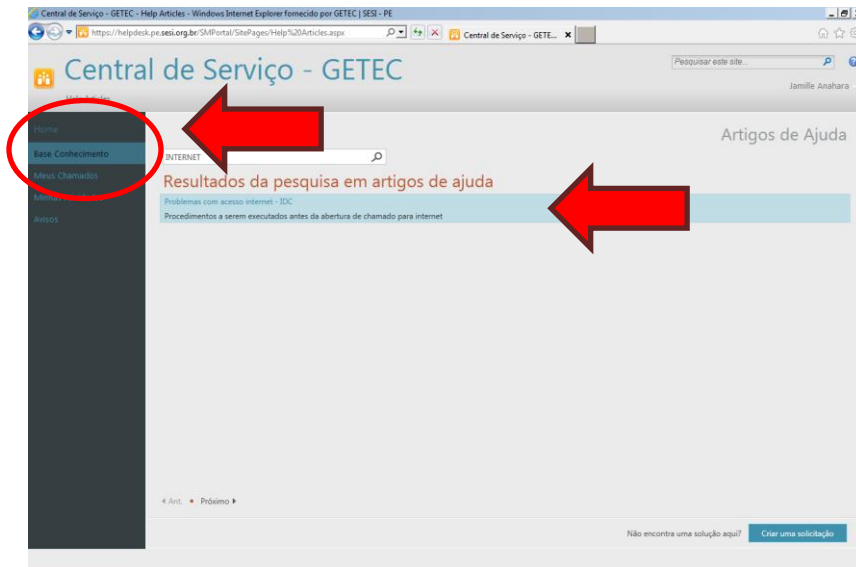 Central de Serviço - GETEC - Help Articles - Windows Internet Explorer fornecido por GETEC | SESI - PE
https://helpdesk.pe.sesi.org.br/SMPortal/SitePages/Help%20Articles.aspx
Central de Serviço - GETE...
Central de Serviço - GETEC
Pesquisar este site...
Jamille Anahara
Help Articles
Home
Artigos de Ajuda
Base Conhecimento
INTERNET
Meus Chamados
Resultados da pesquisa em artigos de ajuda
Problemas com acesso internet - IDC
Avisos
Procedimentos a serem executados antes da abertura de chamado para internet
Ant. • Próximo
Não encontra uma solução aqui?
Criar uma solicitação